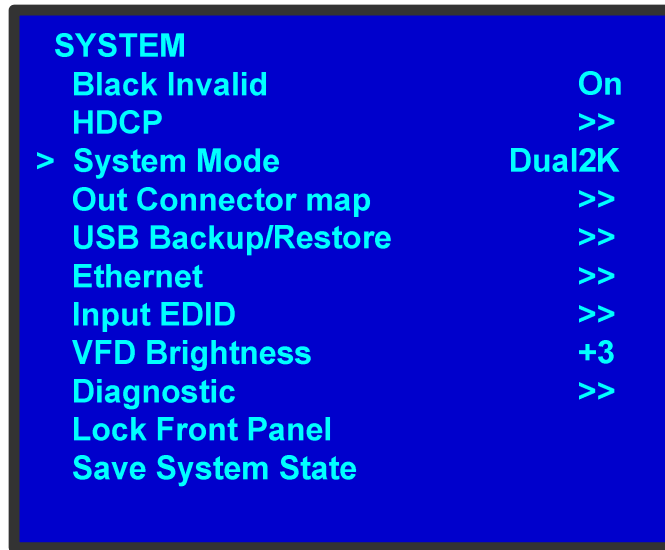 SYSTEM
Black Invalid On
HDCP >>
> System Mode Dual2K
Out Connector map >>
USB Backup/Restore >>
Ethernet >>
Input EDID >>
VFD Brightness +3
Diagnostic >>
Lock Front Panel
Save System State